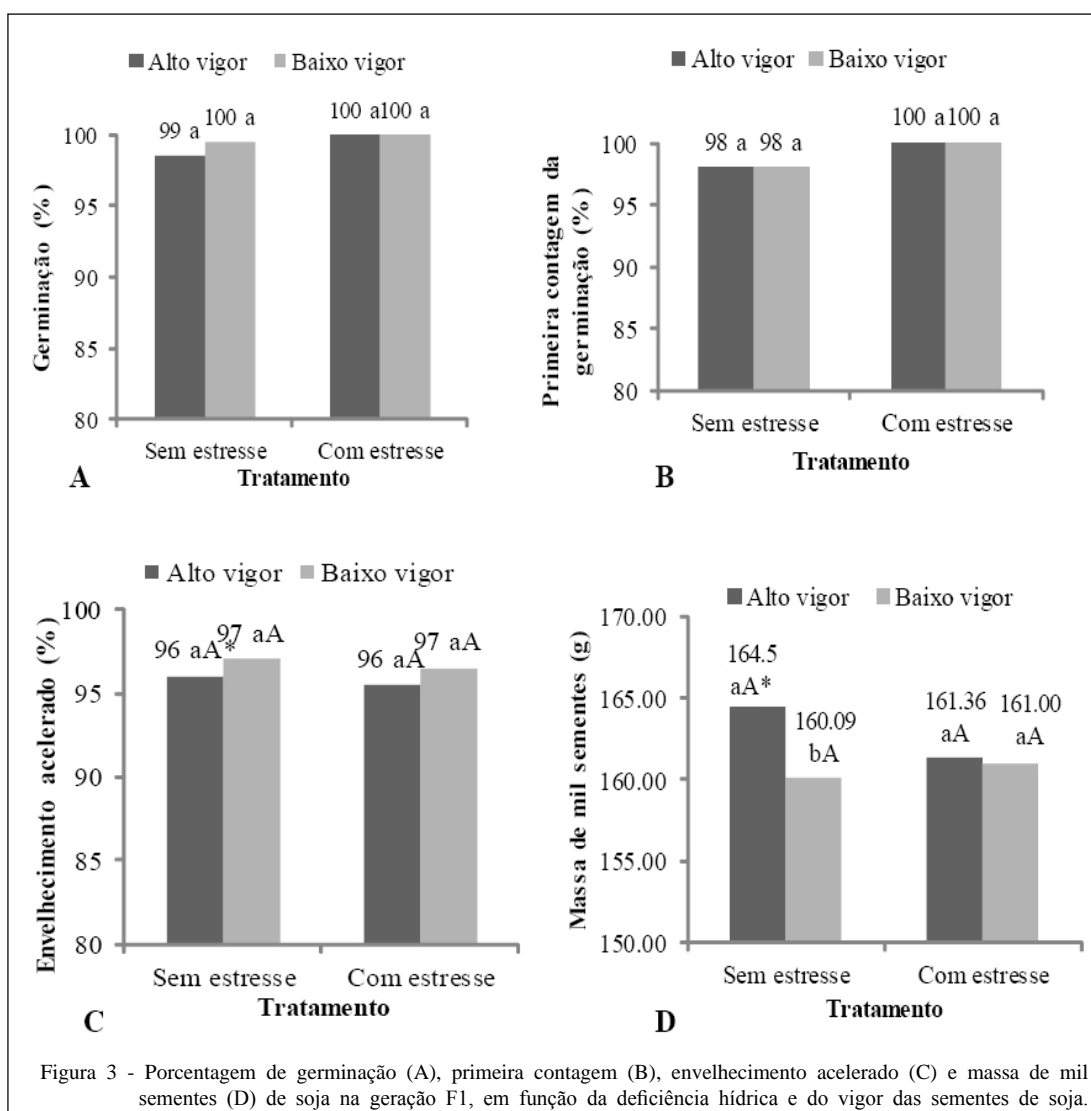 ■ Alto vigor ■ Baixo vigor
99 a 100 a 100 a 100 a
Germinação (%)
100
95
90
85
80
Sem estresse Com estresse
Tratamento
A
■ Alto vigor ■ Baixo vigor
98 a 98 a 100 a 100 a
Primeira contagem da
germinação (%)
100
95
90
85
80
Sem estresse Com estresse
Tratamento
B
■ Alto vigor ■ Baixo vigor
96 aA* 97 aA 96 aA 97 aA
Envelhecimento acelerado (%)
100
95
90
85
80
Sem estresse Com estresse
Tratamento
C
■ Alto vigor ■ Baixo vigor
164.5
aA*
160.09
bA
161.36
aA
161.00
aA
Massa de mil sementes (g)
170.00
165.00
160.00
155.00
150.00
Sem estresse Com estresse
Tratamento
D
Figura 3 - Porcentagem de germinação (A), primeira contagem (B), envelhecimento acelerado (C) e massa de mil
sementes (D) de soja na geração F1, em função da deficiência hídrica e do vigor das sementes de soja.